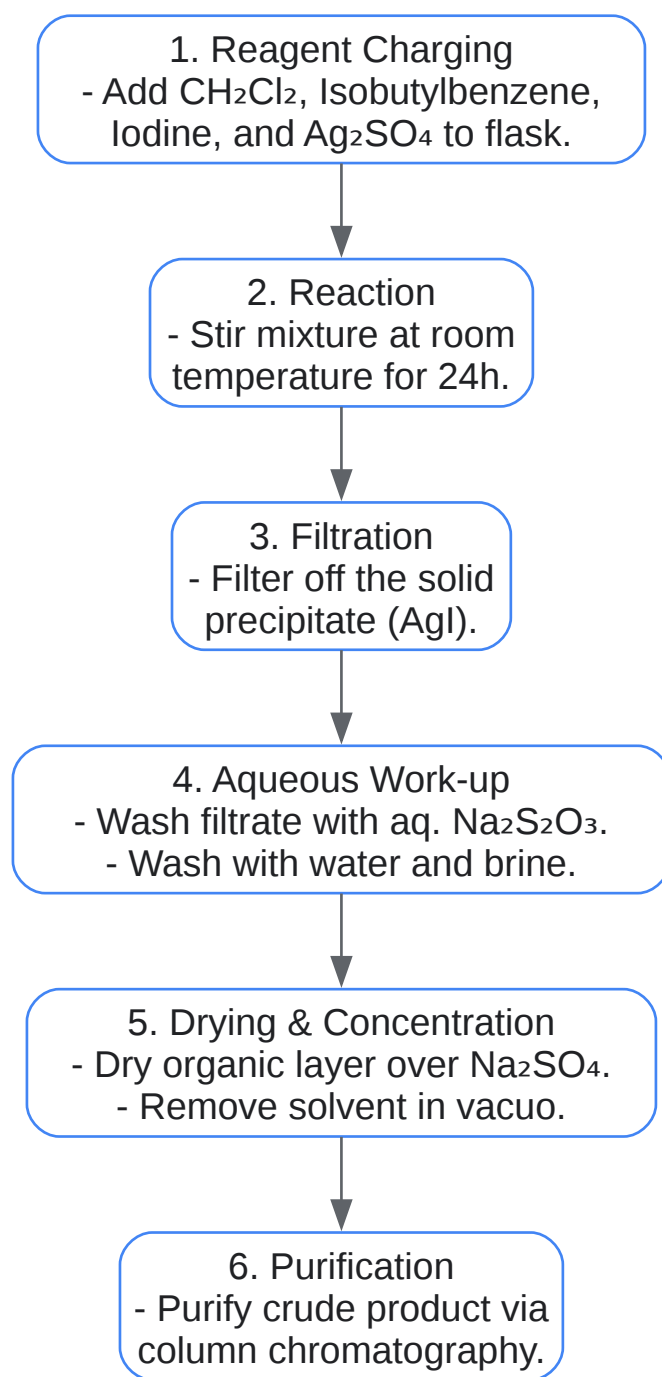 1. Reagent Charging
- Add CH₂Cl₂, Isobutylbenzene,
Iodine, and Ag₂SO₄ to flask.
2. Reaction
- Stir mixture at room
temperature for 24h.
3. Filtration
- Filter off the solid
precipitate (AgI).
4. Aqueous Work-up
- Wash filtrate with aq. Na₂S₂O₃.
- Wash with water and brine.
5. Drying & Concentration
- Dry organic layer over Na₂SO₄.
- Remove solvent in vacuo.
6. Purification
- Purify crude product via
column chromatography.